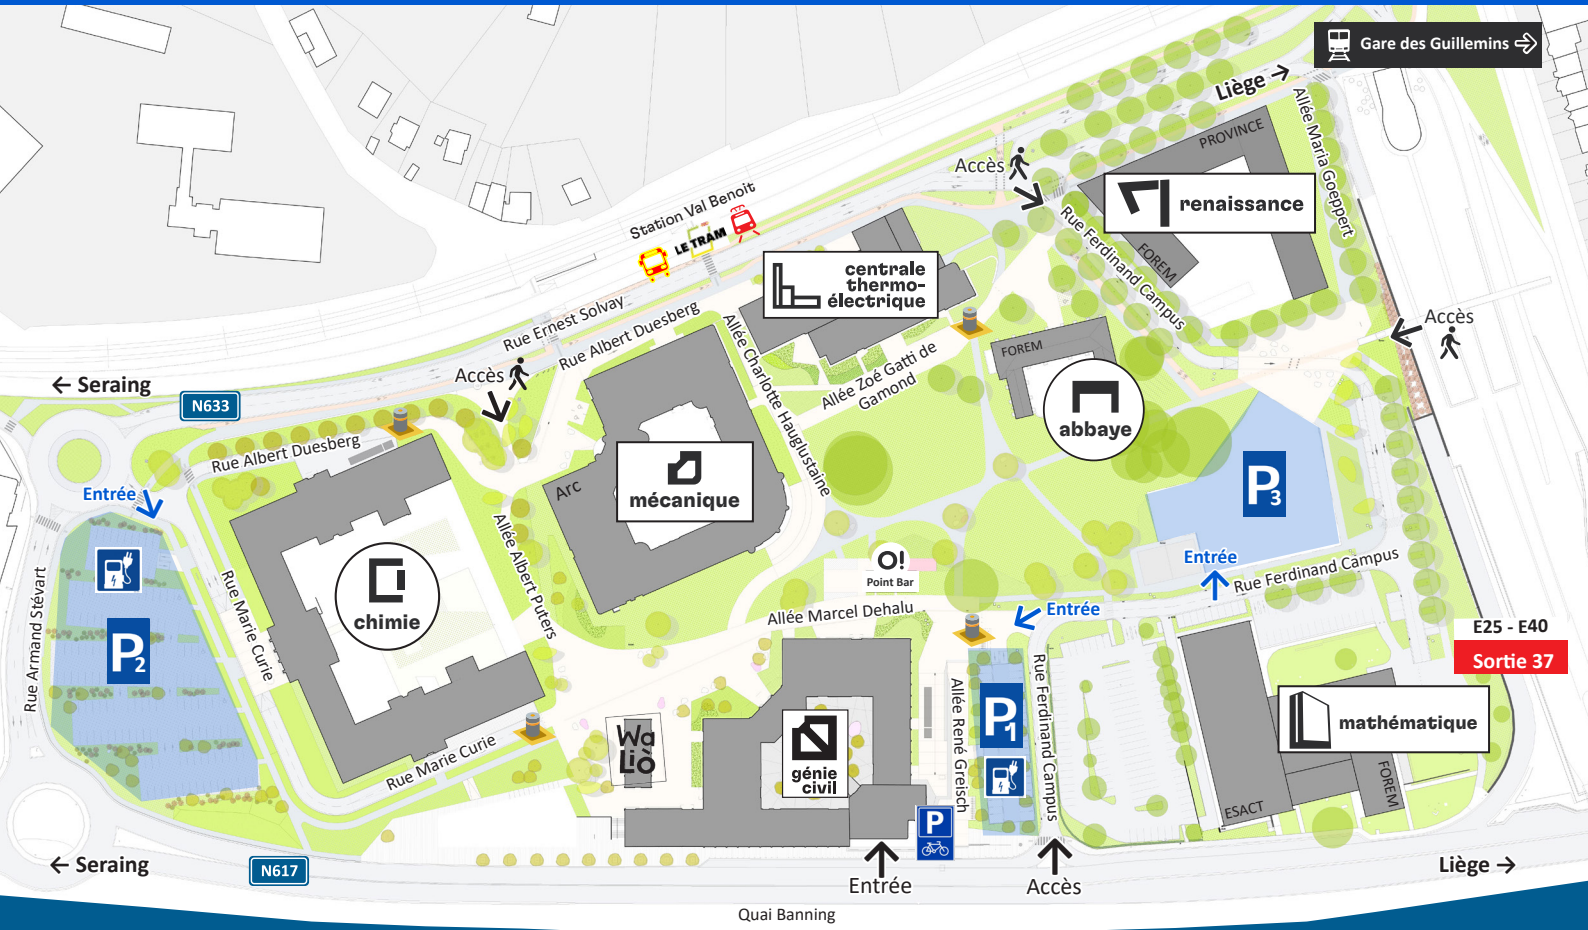 Gare des Guillemins
Liège →
Allée Maria Goeppert
PROVINCE
Accès
renaissance
Station Val Benoit
LE TRAM
Rue Ferdinand Campus
FOREM
centrale
thermo-
électrique
Rue Ernest Solvay
Rue Albert Duesberg
Allée Charlotte Hauglustaine
Accès
FOREM
Allée Zoé Gatti de
Gamond
abbaye
Accès
← Seraing
N633
Rue Albert Duesberg
Arc
mécanique
P3
Entrée
Allée Albert Puters
O!
Point Bar
Entrée
Rue Ferdinand Campus
chimie
Rue Armand Stévart
Rue Marie Curie
P2
Allée Marcel Dehalu
Entrée
E25 - E40
Sortie 37
Allée René Greisch
P1
Rue Ferdinand Campus
mathématique
FOREM
ESACT
Wa
Liò
génie
civil
Rue Marie Curie
P
← Seraing
N617
Entrée
Accès
Liège →
Quai Banning